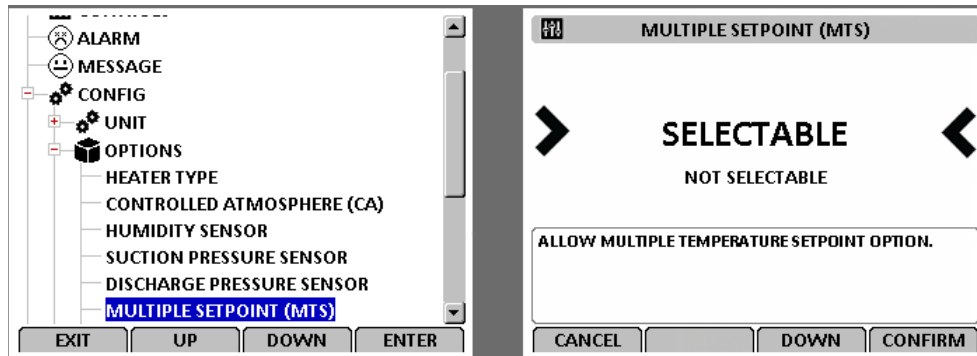 ALARM
MESSAGE
CONFIG
UNIT
OPTIONS
HEATER TYPE
CONTROLLED ATMOSPHERE (CA)
HUMIDITY SENSOR
SUCTION PRESSURE SENSOR
DISCHARGE PRESSURE SENSOR
MULTIPLE SETPOINT (MTS)
EXIT UP DOWN ENTER
MULTIPLE SETPOINT (MTS)
SELECTABLE
NOT SELECTABLE
ALLOW MULTIPLE TEMPERATURE SETPOINT OPTION.
CANCEL DOWN CONFIRM